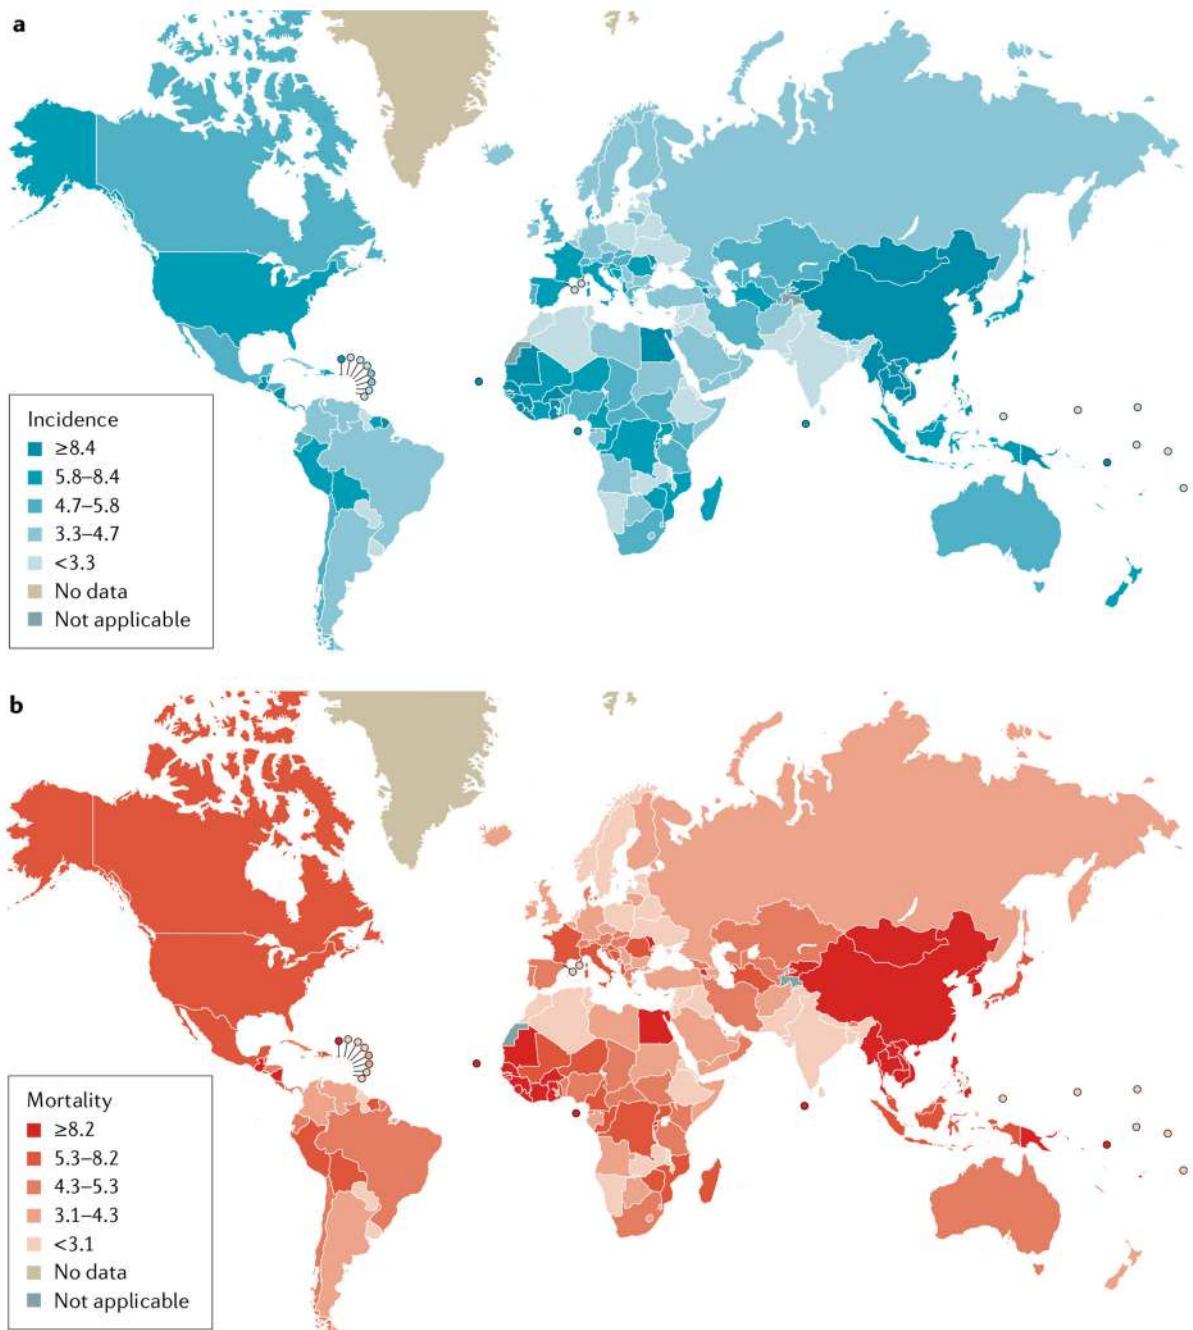 a
Incidence
≥8.4
5.8–8.4
4.7–5.8
3.3–4.7
<3.3
No data
Not applicable
b
Mortality
≥8.2
5.3–8.2
4.3–5.3
3.1–4.3
<3.1
No data
Not applicable